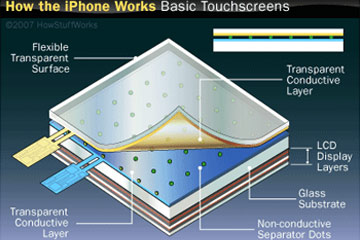 How the iPhone Works Basic Touchscreens
©2007 HowStuffWorks
Flexible
Transparent
Surface
Transparent
Conductive
Layer
LCD
Display
Layers
Glass
Substrate
Transparent
Conductive
Layer
Non-conductive
Separator Dots